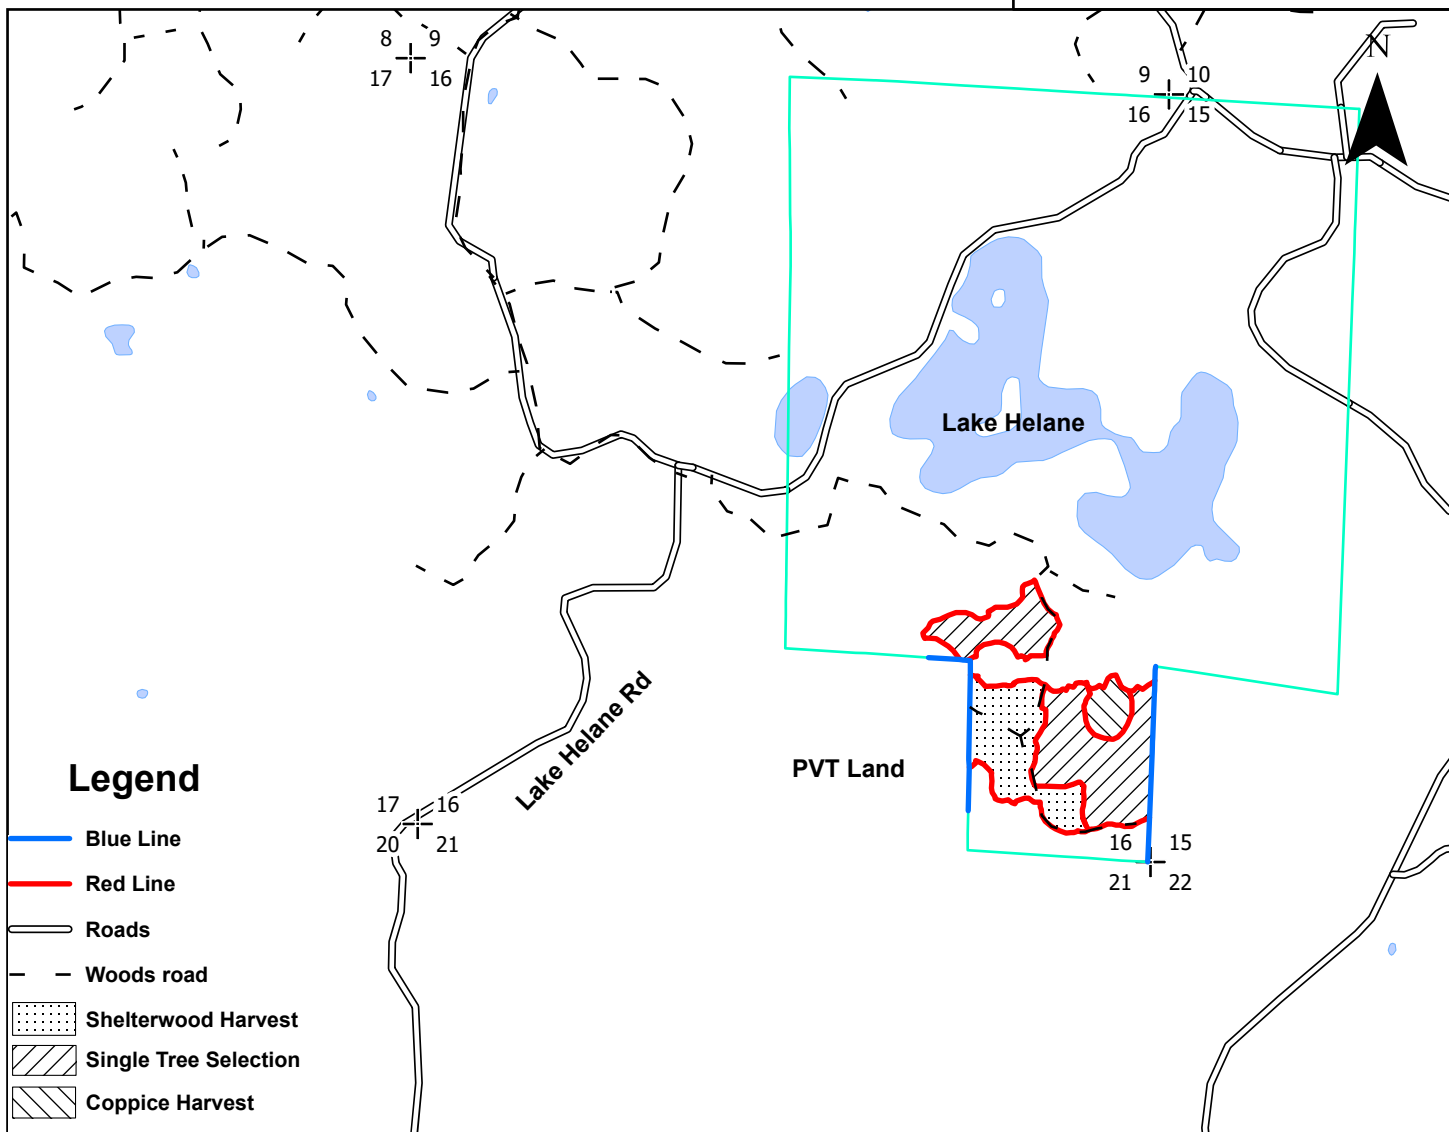 8 9
17 16
N
9 10
16 15
Lake Helane
Lake Helane Rd
PVT Land
17 16
20 21
16 15
21 22
Legend
Blue Line
Red Line
Roads
Woods road
Shelterwood Harvest
Single Tree Selection
Coppice Harvest